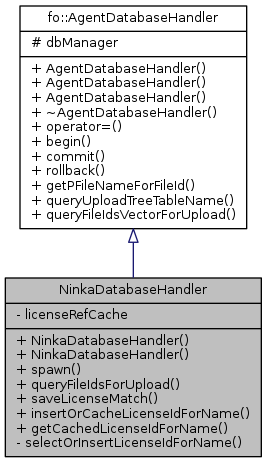 fo::AgentDatabaseHandler
# dbManager
+ AgentDatabaseHandler()
+ AgentDatabaseHandler()
+ AgentDatabaseHandler()
+ ~AgentDatabaseHandler()
+ operator=()
+ begin()
+ commit()
+ rollback()
+ getPFileNameForFileId()
+ queryUploadTreeTableName()
+ queryFileIdsVectorForUpload()
NinkaDatabaseHandler
- licenseRefCache
+ NinkaDatabaseHandler()
+ NinkaDatabaseHandler()
+ spawn()
+ queryFileIdsForUpload()
+ saveLicenseMatch()
+ insertOrCacheLicenseIdForName()
+ getCachedLicenseIdForName()
- selectOrInsertLicenseIdForName()